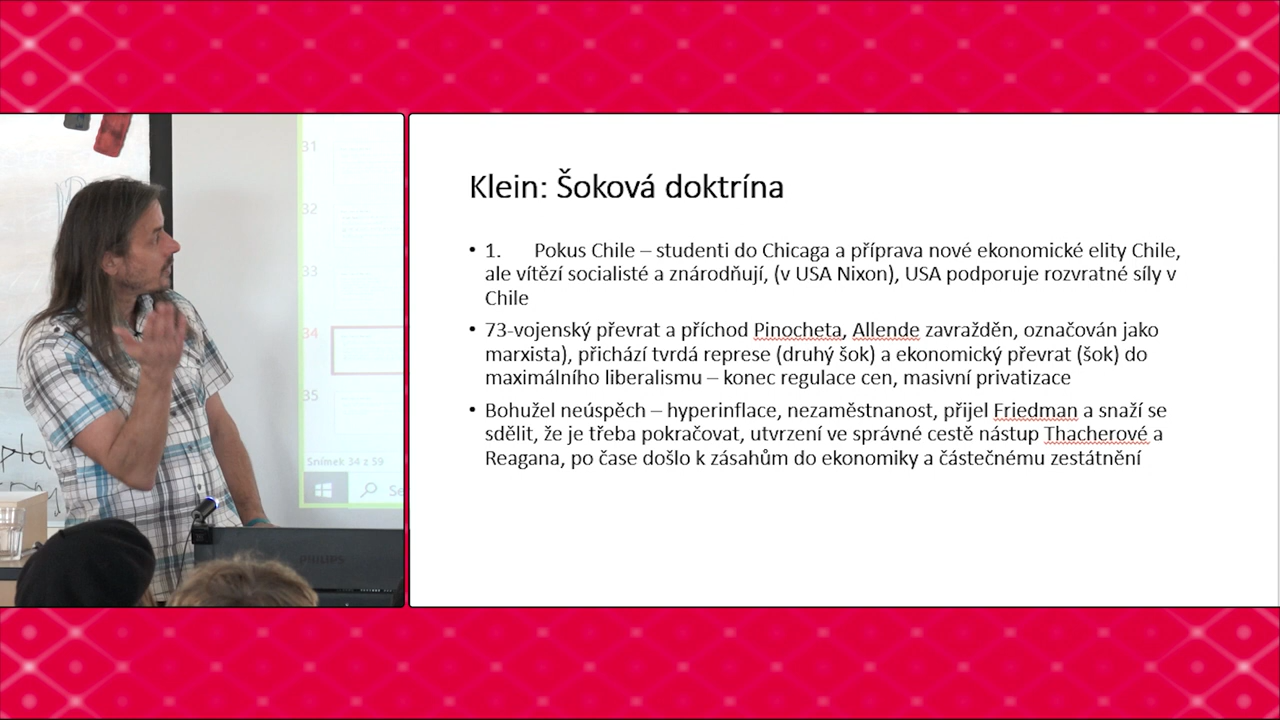 31
32
33
34
35
Snímek 34 z 59
Se
PHILIPS
Klein: Šoková doktrína
• 1. Pokus Chile – studenti do Chicaga a příprava nové ekonomické elity Chile,
ale vítězí socialisté a znárodňují, (v USA Nixon), USA podporuje rozvratné síly v
Chile
• 73-vojenský převrat a příchod Pinocheta, Allende zavražděn, označován jako
marxista), přichází tvrdá represe (druhý šok) a ekonomický převrat (šok) do
maximálního liberalismu – konec regulace cen, masivní privatizace
• Bohužel neúspěch – hyperinflace, nezaměstnanost, přijel Friedman a snaží se
sdělit, že je třeba pokračovat, utvrzení ve správné cestě nástup Thacherové a
Reagana, po čase došlo k zásahům do ekonomiky a částečnému zestátnění